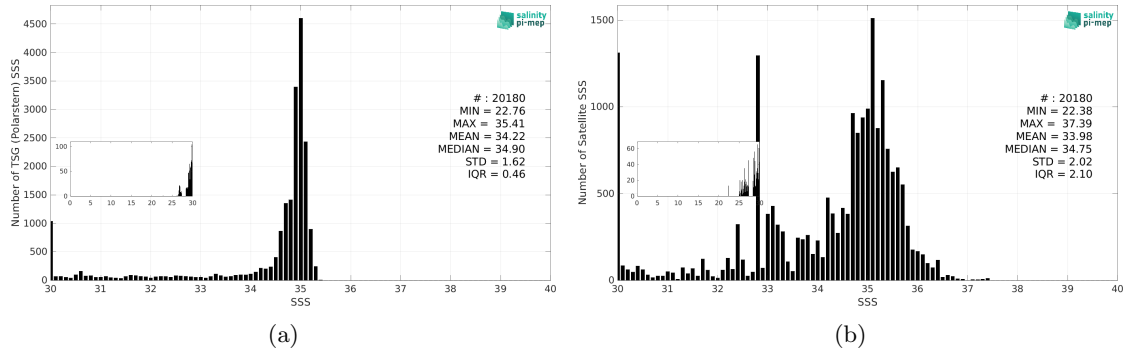 salinity
pi-mep
Number of TSG (Polarstern) SSS
4500
4000
3500
3000
2500
2000
1500
1000
500
0
# : 20180
MIN = 22.76
MAX = 35.41
MEAN = 34.22
MEDIAN = 34.90
STD = 1.62
IQR = 0.46
100
50
0
0 5 10 15 20 25 30
30 31 32 33 34 35 36 37 38 39 40
SSS
(a)
salinity
pi-mep
Number of Satellite SSS
1500
1000
500
0
# : 20180
MIN = 22.38
MAX = 37.39
MEAN = 33.98
MEDIAN = 34.75
STD = 2.02
IQR = 2.10
60
40
20
0
0 5 10 15 20 25 30
30 31 32 33 34 35 36 37 38 39 40
SSS
(b)